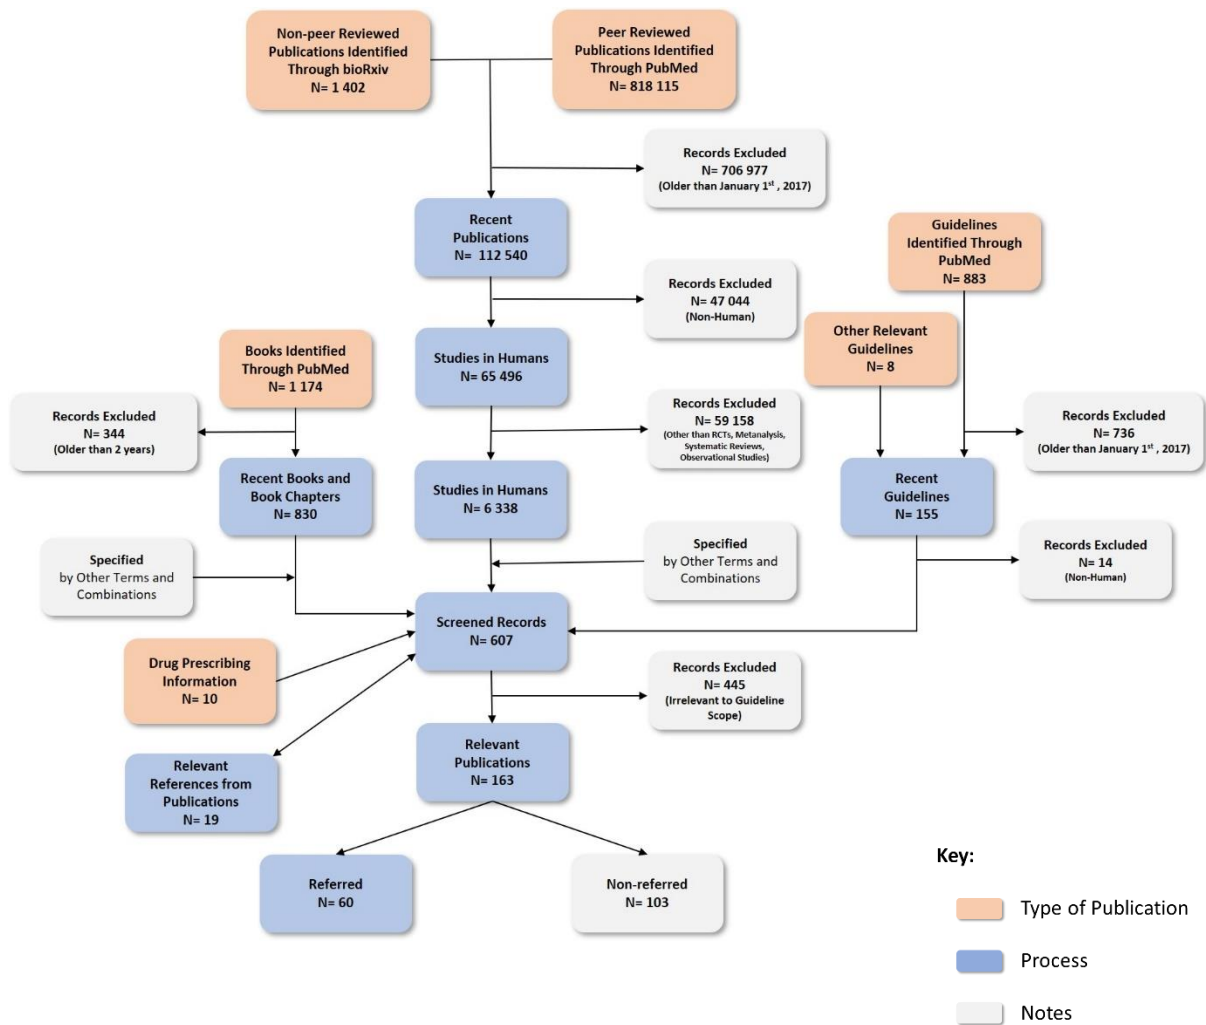 Non-peer Reviewed
Publications Identified
Through bioRxiv
N= 1 402
Peer Reviewed
Publications Identified
Through PubMed
N= 818 115
Records Excluded
N= 706 977
(Older than January 1st , 2017)
Recent
Publications
N=  112 540
Guidelines
Identified Through
PubMed
N= 883
Records Excluded
N= 47 044
(Non-Human)
Other Relevant
Guidelines
N= 8
Books Identified
Through PubMed
N= 1 174
Studies in Humans
N= 65 496
Records Excluded
N= 344
(Older than 2 years)
Records Excluded
N= 59 158
(Other than RCTs, Metanalysis,
Systematic Reviews,
Observational Studies)
Records Excluded
N= 736
(Older than January 1st , 2017)
Recent Books and
Book Chapters
N= 830
Studies in Humans
N= 6 338
Recent
Guidelines
N= 155
Specified
by Other Terms and
Combinations
Specified
by Other Terms and
Combinations
Records Excluded
N= 14
(Non-Human)
Screened Records
N= 607
Drug Prescribing
Information
N= 10
Records Excluded
N= 445
(Irrelevant to Guideline
Scope)
Relevant
Publications
N= 163
Relevant
References from
Publications
N= 19
Referred
N= 60
Non-referred
N= 103
Key:
Type of Publication
Process
Notes